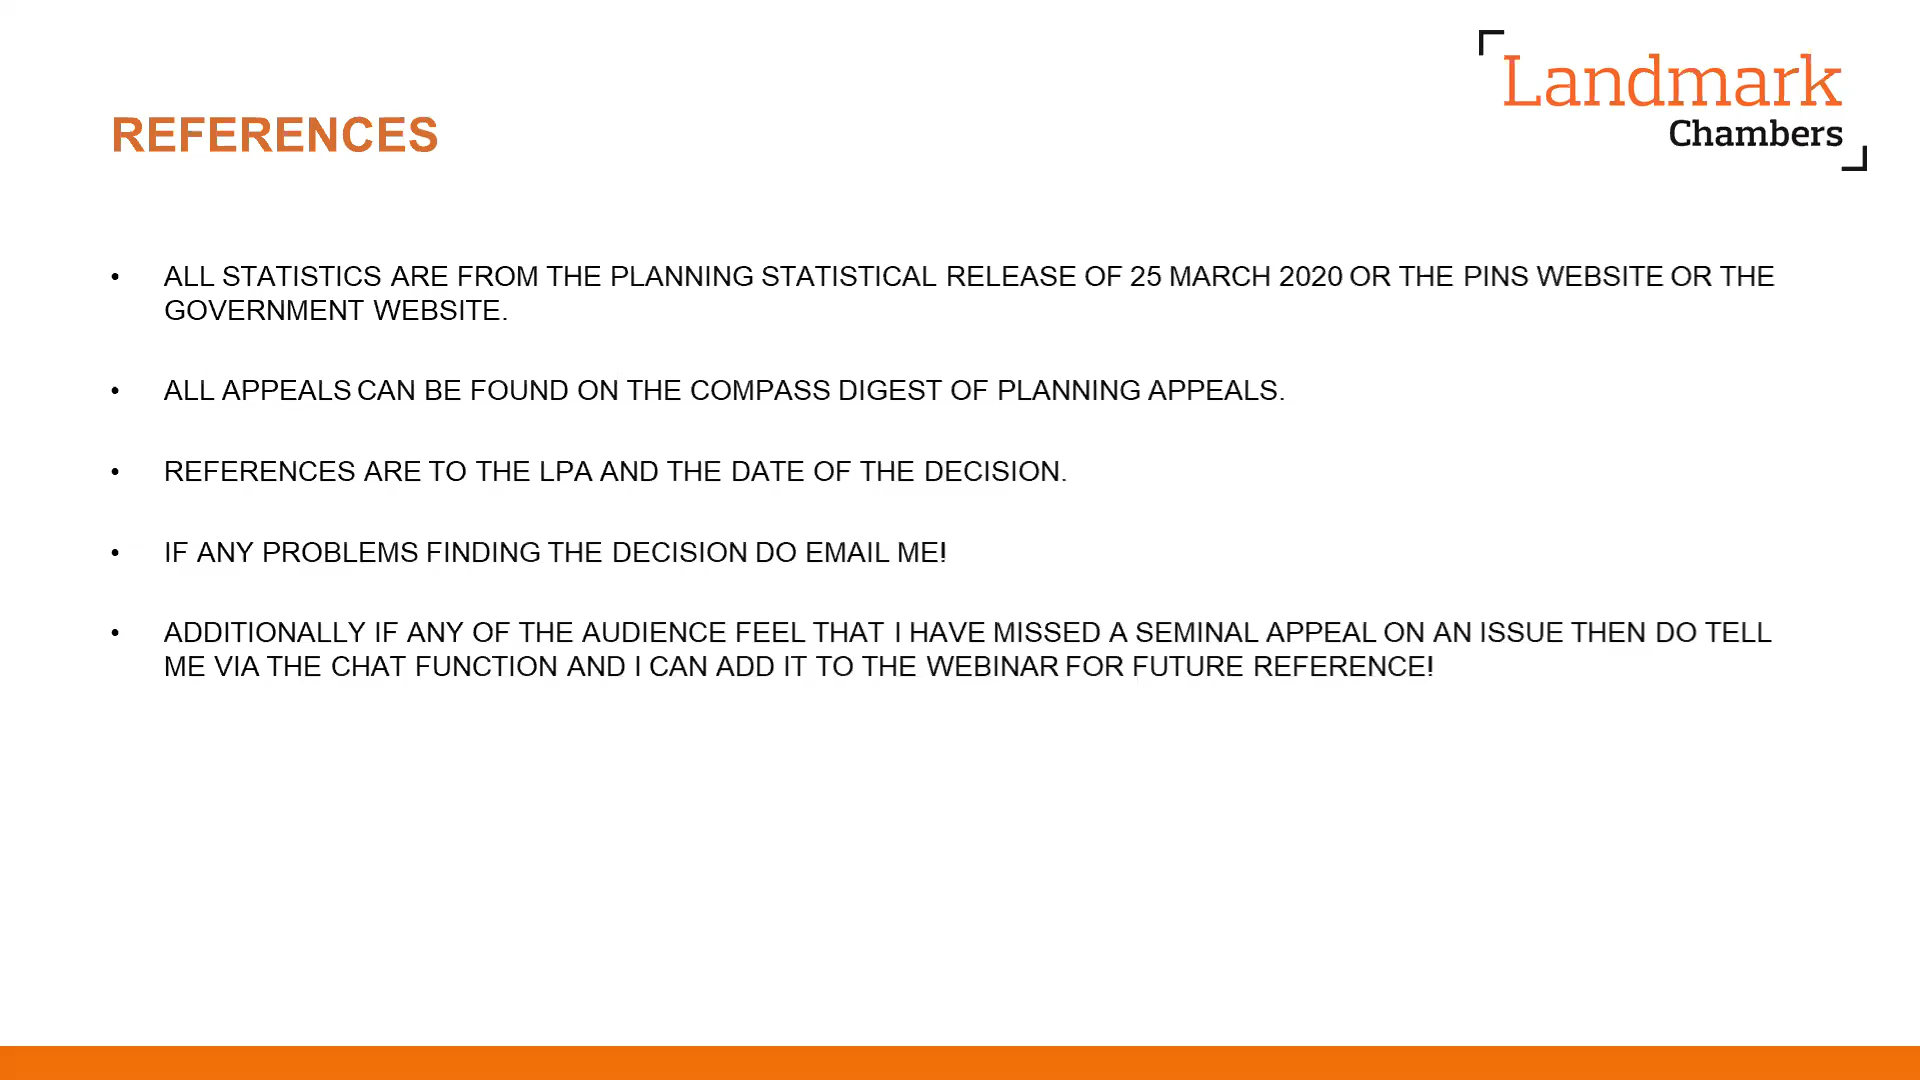 Landmark
Chambers
REFERENCES
• ALL STATISTICS ARE FROM THE PLANNING STATISTICAL RELEASE OF 25 MARCH 2020 OR THE PINS WEBSITE OR THE
GOVERNMENT WEBSITE.
• ALL APPEALS CAN BE FOUND ON THE COMPASS DIGEST OF PLANNING APPEALS.
• REFERENCES ARE TO THE LPA AND THE DATE OF THE DECISION.
• IF ANY PROBLEMS FINDING THE DECISION DO EMAIL ME!
• ADDITIONALLY IF ANY OF THE AUDIENCE FEEL THAT I HAVE MISSED A SEMINAL APPEAL ON AN ISSUE THEN DO TELL
ME VIA THE CHAT FUNCTION AND I CAN ADD IT TO THE WEBINAR FOR FUTURE REFERENCE!